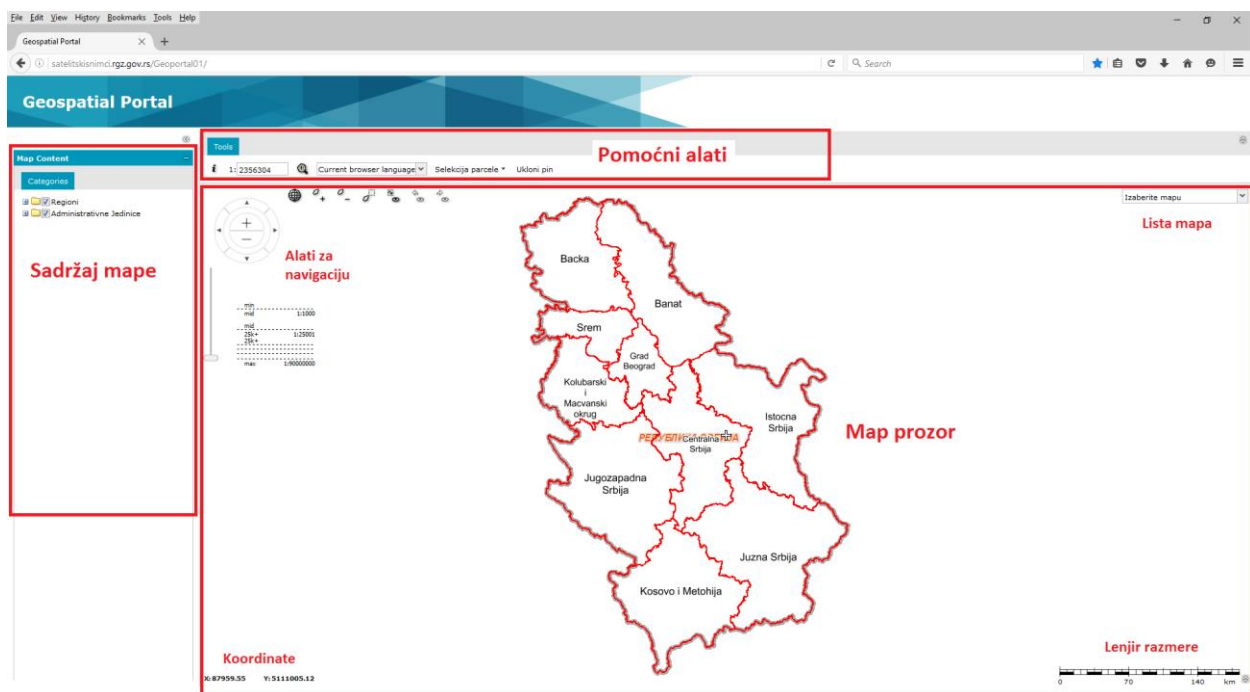 File Edit View History Bookmarks Tools Help
Geospatial Portal
satelitskisnimci.rgz.gov.rs/Geoportal01/
Search
Geospatial Portal
Map Content
Categories
Regioni
Administrativne Jedinice
Sadržaj mape
Tools
Pomoćni alati
i 1: 2356304 Current browser language Selekcija parcele Ukloni pin
Izaberite mapu
Lista mapa
Alati za
navigaciju
min
mid 1:1000
mid
25k+ 1:25001
25k+
max 1:90000000
Backa
Banat
Srem
Grad
Beograd
Kolubarski
i
Macvanski
okrug
Istocna
Srbija
Map prozor
РЕПУБЛИКА
Centralna
Srbija
Jugozapadna
Srbija
Juzna Srbija
Kosovo i Metohija
Koordinate
X:87959.55 Y:5111005.12
Lenjir razmere
0 70 140 km